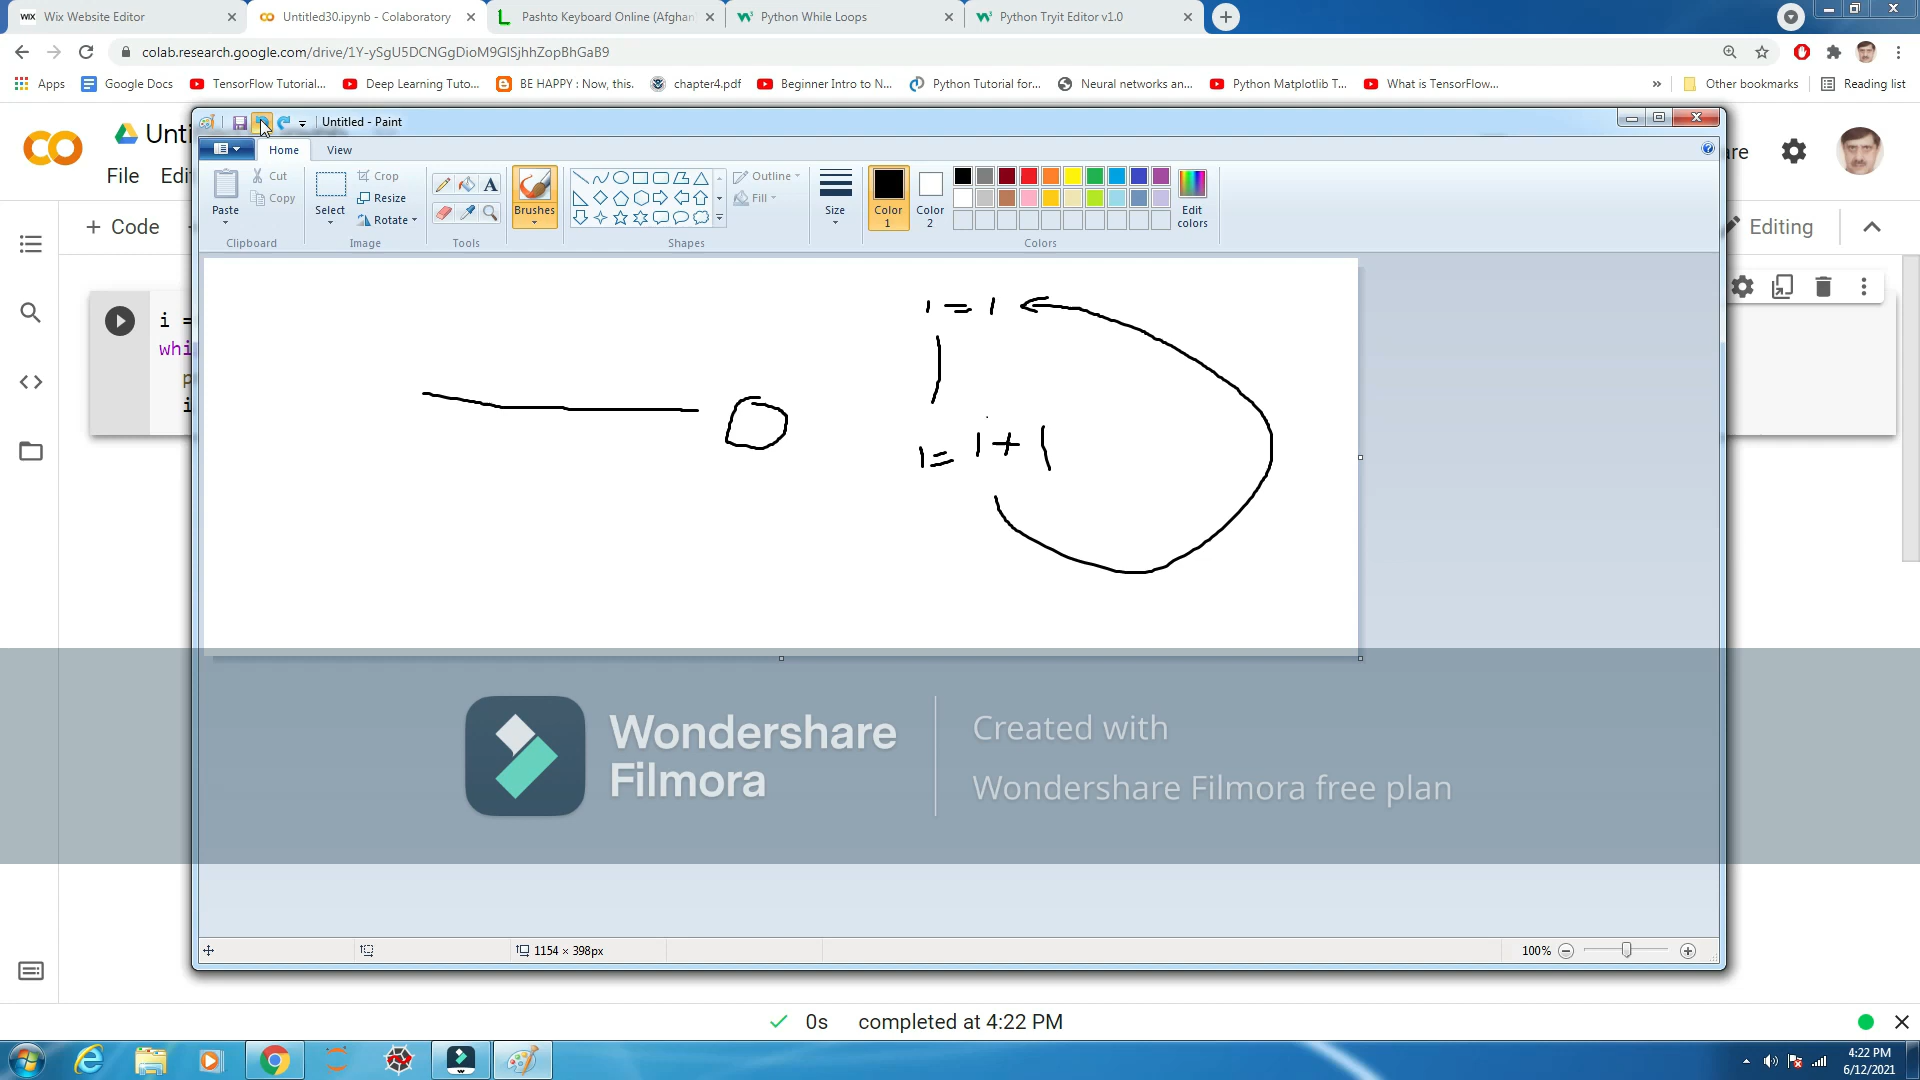 WIX Wix Website Editor
Untitled30.ipynb - Colaboratory
Pashto Keyboard Online (Afghan
Python While Loops
Python Tryit Editor v1.0
colab.research.google.com/drive/1Y-ySgU5DCNGgDioM9GlSjhhZopBhGaB9
Apps
Google Docs
TensorFlow Tutorial...
Deep Learning Tuto...
BE HAPPY : Now, this.
chapter4.pdf
Beginner Intro to N...
Python Tutorial for...
Neural networks an...
Python Matplotlib T...
What is TensorFlow...
»
Other bookmarks
Reading list
Untitled - Paint
Home
View
Paste
Cut
Copy
Clipboard
Select
Crop
Resize
Rotate
Image
Tools
Brushes
Shapes
Outline
Fill
Size
Color 1
Color 2
Edit colors
Colors
File
+ Code
Editing
i =
whi
p
i
i = 1
i = i + 1
Wondershare
Filmora
Created with
Wondershare Filmora free plan
1154 × 398px
100%
0s completed at 4:22 PM
4:22 PM
6/12/2021